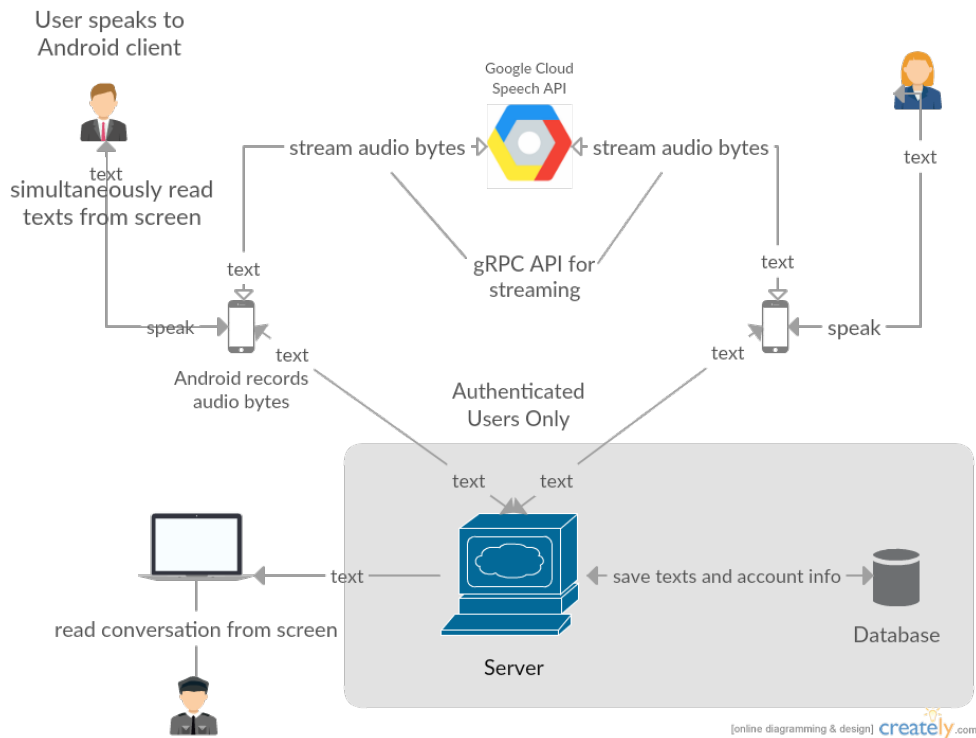 User speaks to
Android client
Google Cloud
Speech API
stream audio bytes
stream audio bytes
text
text
simultaneously read
texts from screen
gRPC API for
streaming
text
text
speak
speak
text
text
Android records
audio bytes
Authenticated
Users Only
text
text
text
save texts and account info
read conversation from screen
Database
Server
[online diagramming & design] creately.com